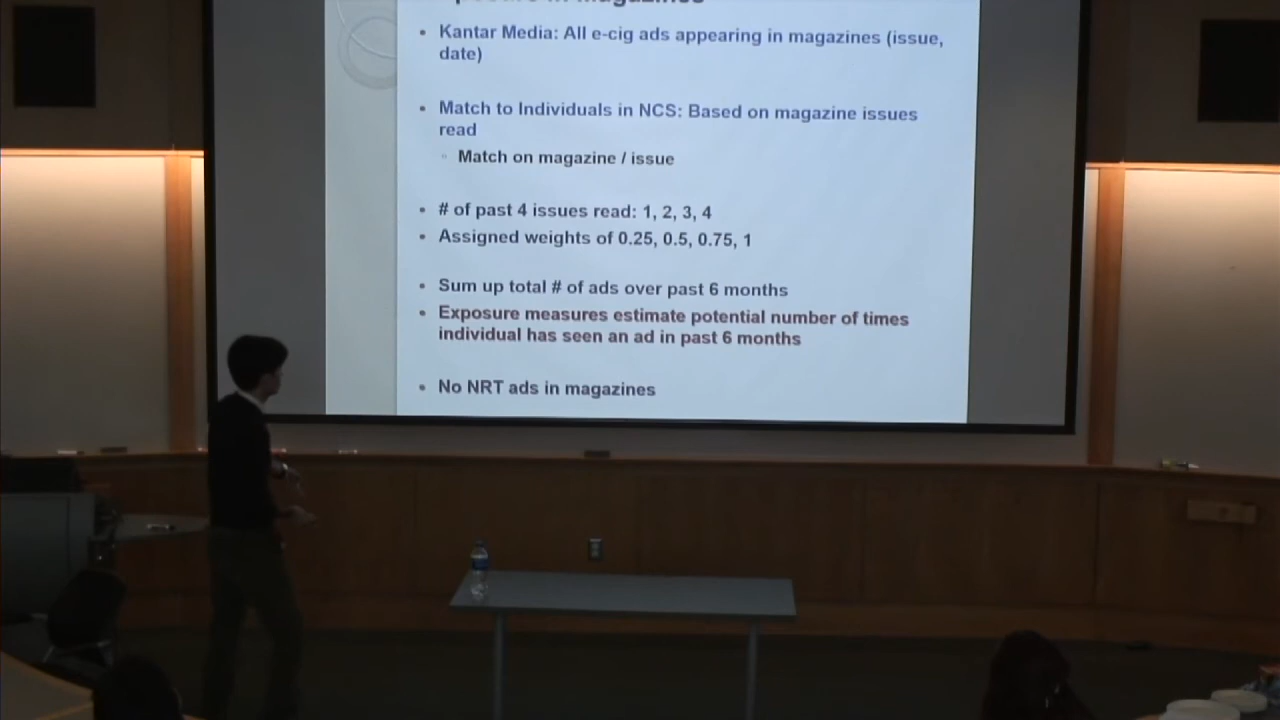 • Kantar Media: All e-cig ads appearing in magazines (issue,
date)
• Match to Individuals in NCS: Based on magazine issues
read
Match on magazine / issue
• # of past 4 issues read: 1, 2, 3, 4
• Assigned weights of 0.25, 0.5, 0.75, 1
• Sum up total # of ads over past 6 months
• Exposure measures estimate potential number of times
individual has seen an ad in past 6 months
• No NRT ads in magazines